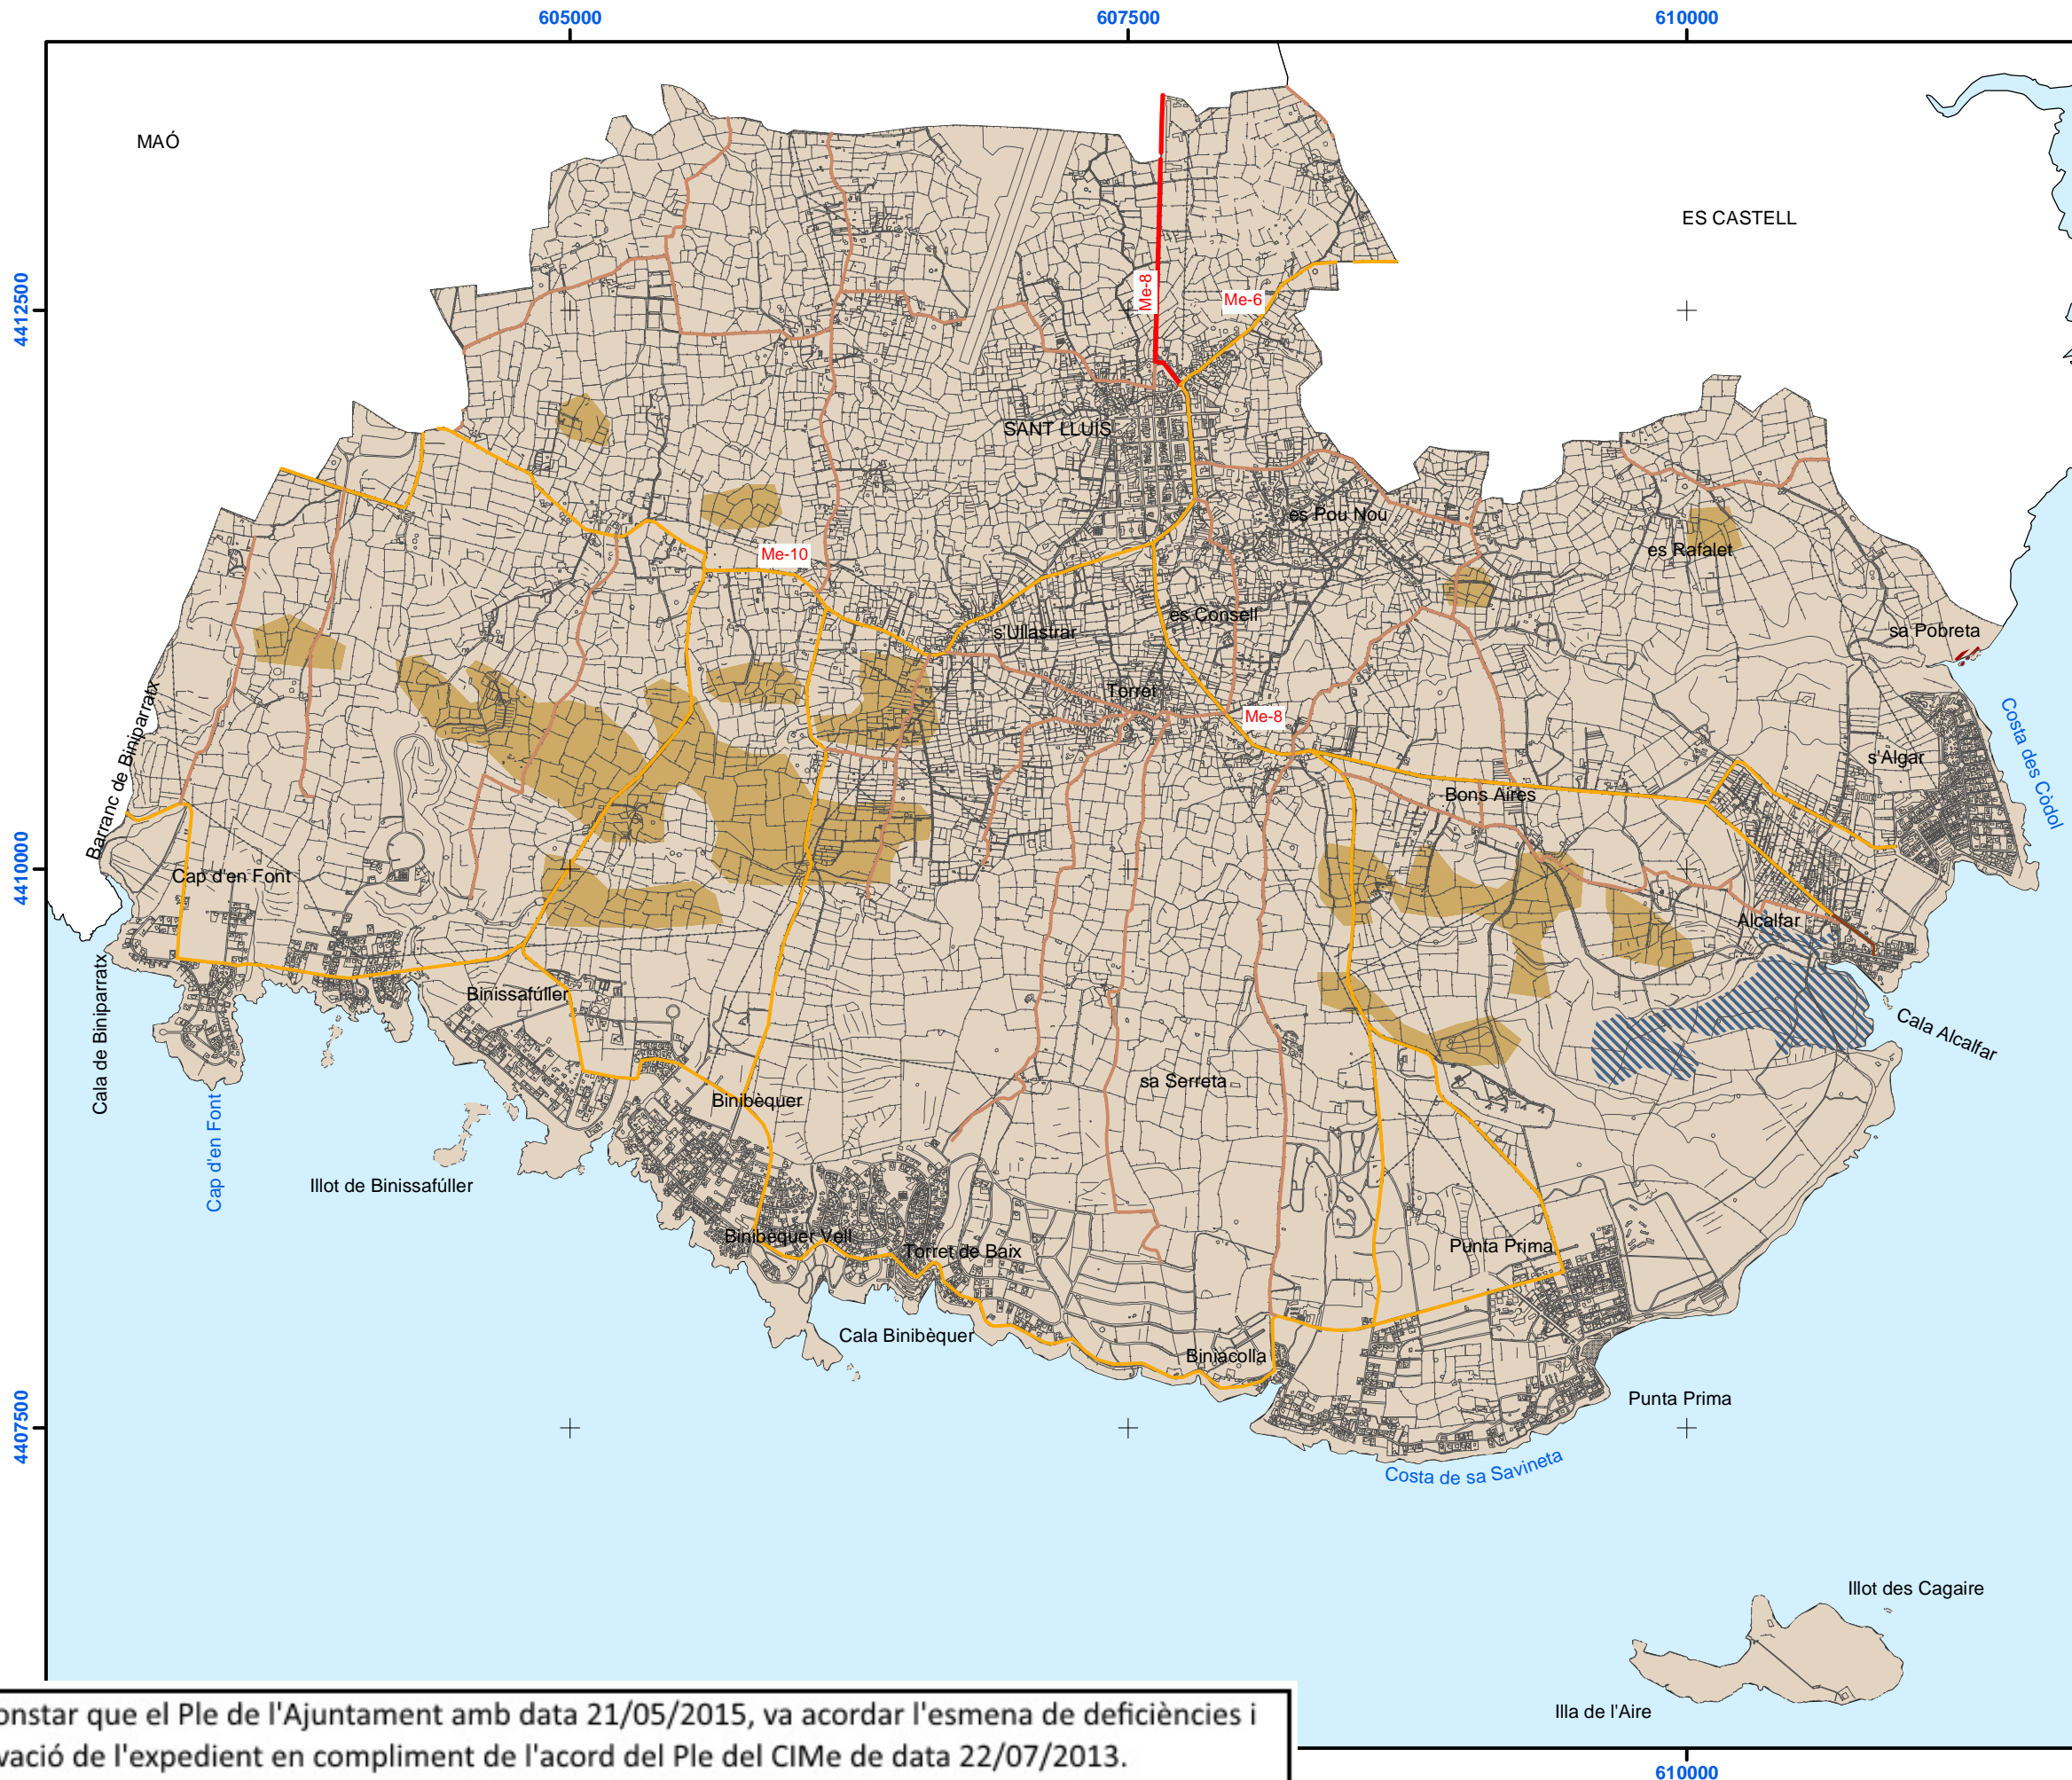 605000
607500
610000
MAÓ
ES CASTELL
4412500
Me-8
Me-6
SANT LLUÍS
es Pou Nou
es Rafalet
Me-10
s'Ullastrar
es Consell
sa Pobreta
Torret
Me-8
Costa des Còdol
s'Algar
Barranc de Biniparratx
Bons Aires
4410000
Cap d'en Font
Alcalfar
Binissafúller
Cala de Biniparratx
Cala Alcalfar
sa Serreta
Binibèquer
Cap d'en Font
Illot de Binissafúller
Binibèquer Vell
Torret de Baix
Punta Prima
Cala Binibèquer
Biniacolla
4407500
Punta Prima
Costa de sa Savineta
Illot des Cagaire
Illa de l'Aire
onstar que el Ple de l'Ajuntament amb data 21/05/2015, va acordar l'esmena de deficiències i
vació de l'expedient en compliment de l'acord del Ple del CIMe de data 22/07/2013.
610000